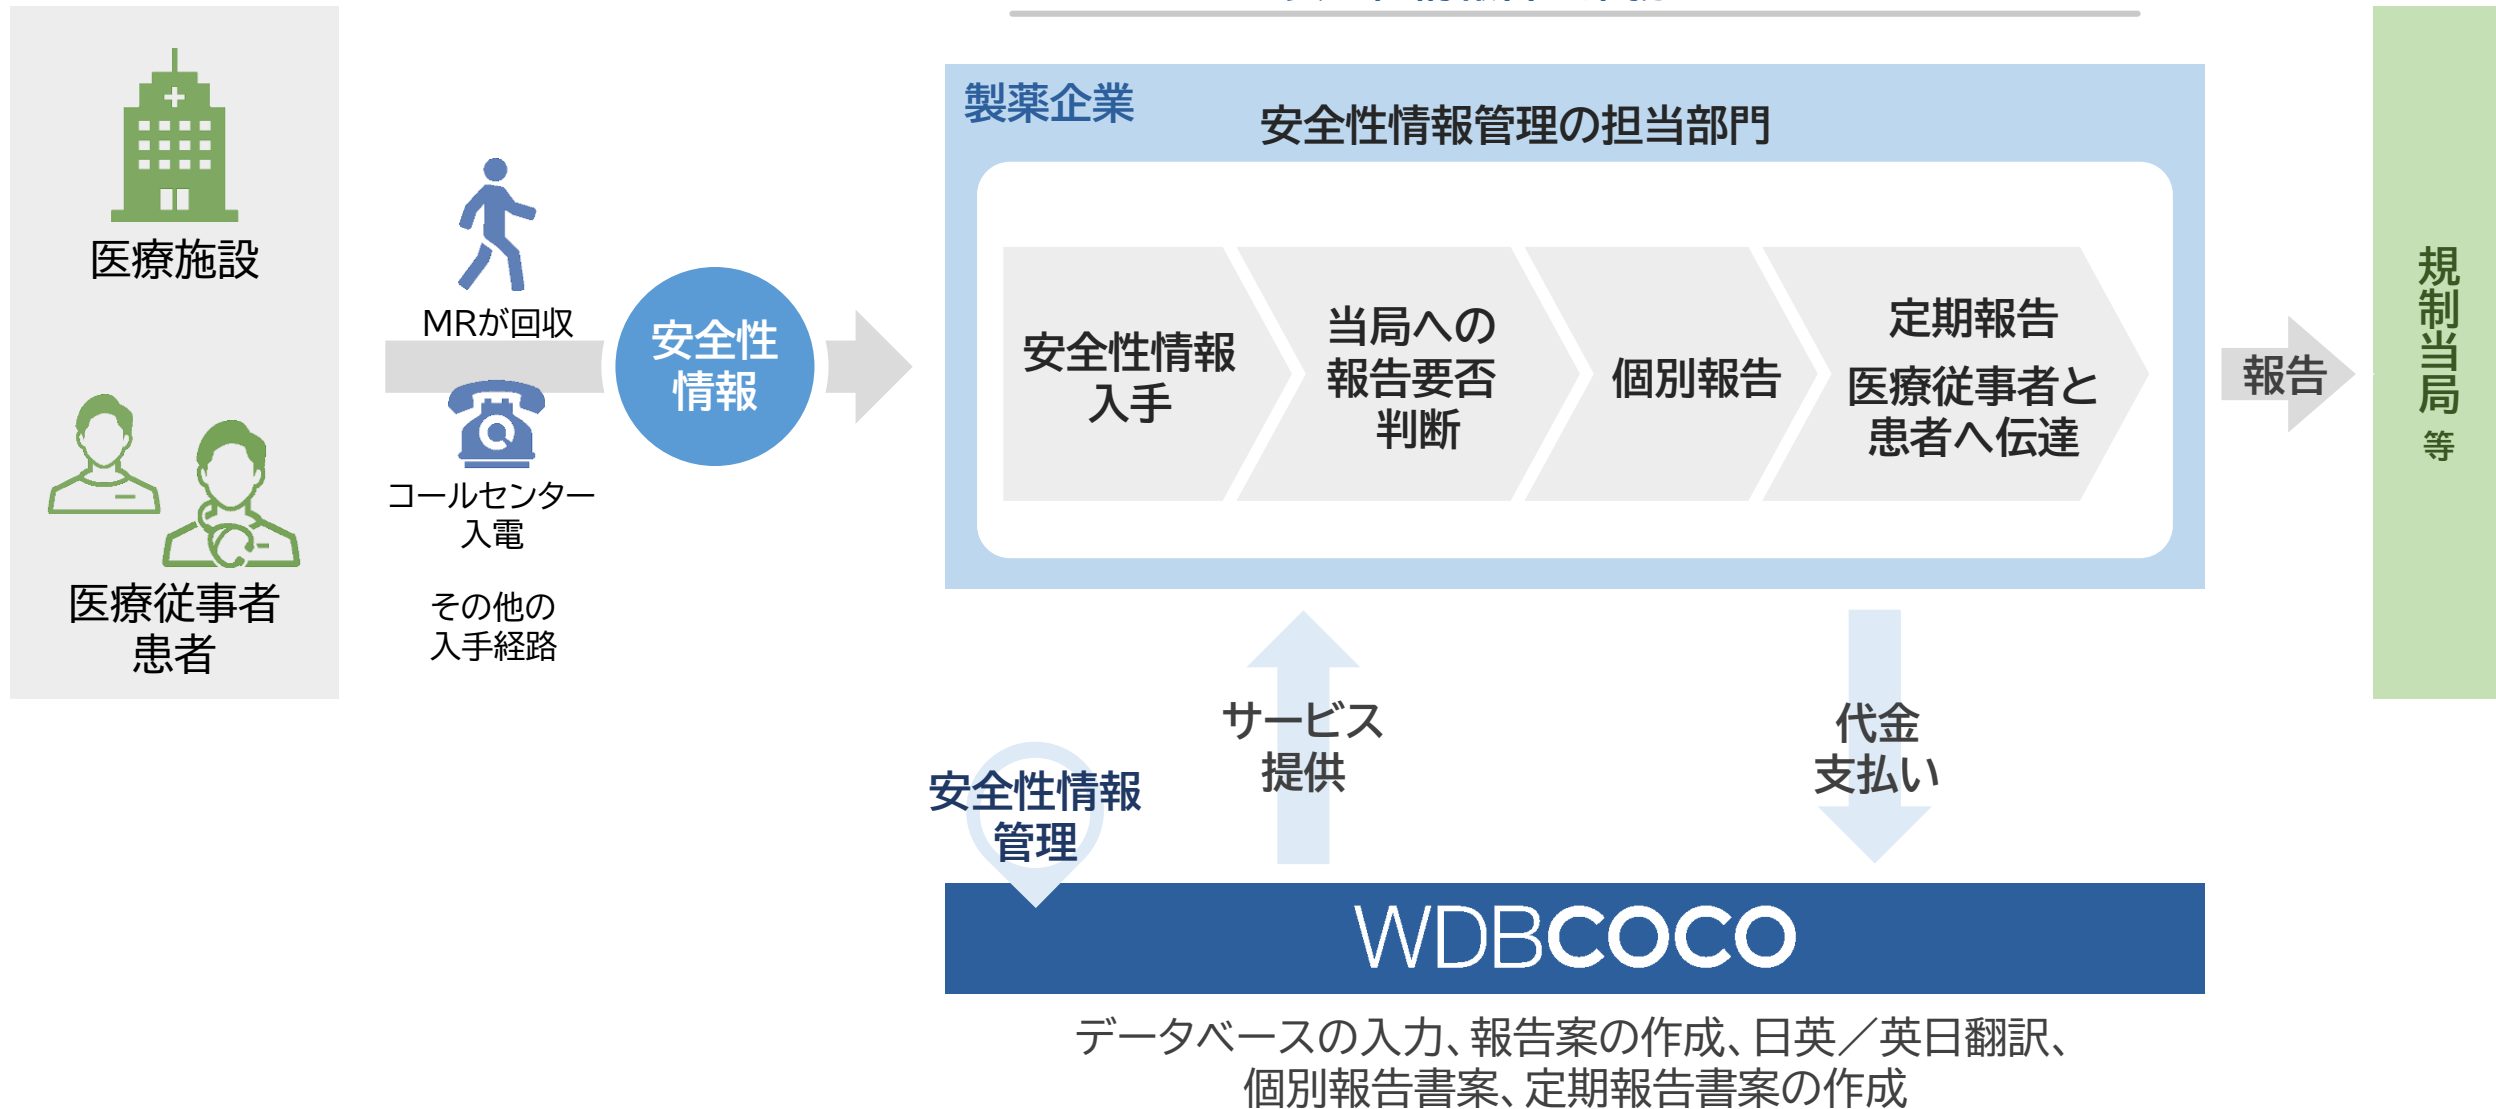 医療施設
医療従事者
患者
MRが回収
コールセンター
入電
その他の
入手経路
安全性
情報
製薬企業
安全性情報管理の担当部門
安全性情報
入手
当局への
報告要否
判断
個別報告
定期報告
医療従事者と
患者へ伝達
報告
規制当局 等
サービス
提供
代金
支払い
安全性情報
管理
WDBCOCO
データベースの入力、報告案の作成、日英／英日翻訳、
個別報告書案、定期報告書案の作成